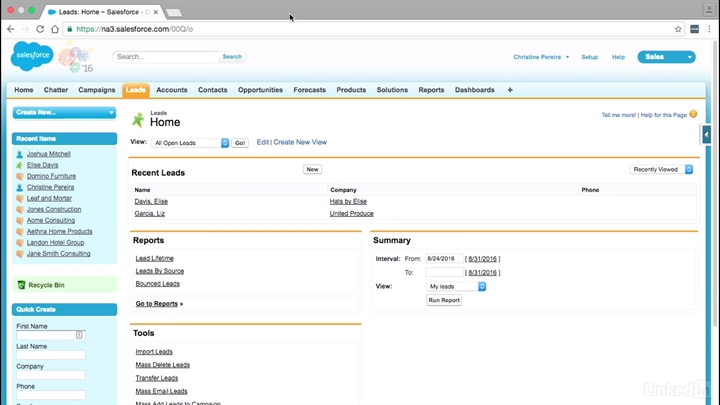 Leads: Home ~ Salesforce - D
https://na3.salesforce.com/00Q/o
salesforce
'16
Search...
Search
Christine Pereira
Setup
Help
Sales
Home Chatter Campaigns Leads Accounts Contacts Opportunities Forecasts Products Solutions Reports Dashboards +
Create New...
Leads
Home
Tell me more! | Help for this Page
View: All Open Leads Go! Edit | Create New View
Recent Items
Joshua Mitchell
Elise Davis
Domino Furniture
Christine Pereira
Leaf and Mortar
Jones Construction
Acme Consulting
Aethna Home Products
Landon Hotel Group
Jane Smith Consulting
Recycle Bin
Quick Create
First Name
Last Name
Company
Phone
Recent Leads New Recently Viewed
Name Company Phone
Davis, Elise Hats by Elise
Garcia, Liz United Produce
Reports
Lead Lifetime
Leads By Source
Bounced Leads
Go to Reports »
Summary
Interval: From: 8/24/2016 [ 8/31/2016 ]
To: [ 8/31/2016 ]
View: My leads
Run Report
Tools
Import Leads
Mass Delete Leads
Transfer Leads
Mass Email Leads
Mass Add Leads to Campaign
LinkedIn